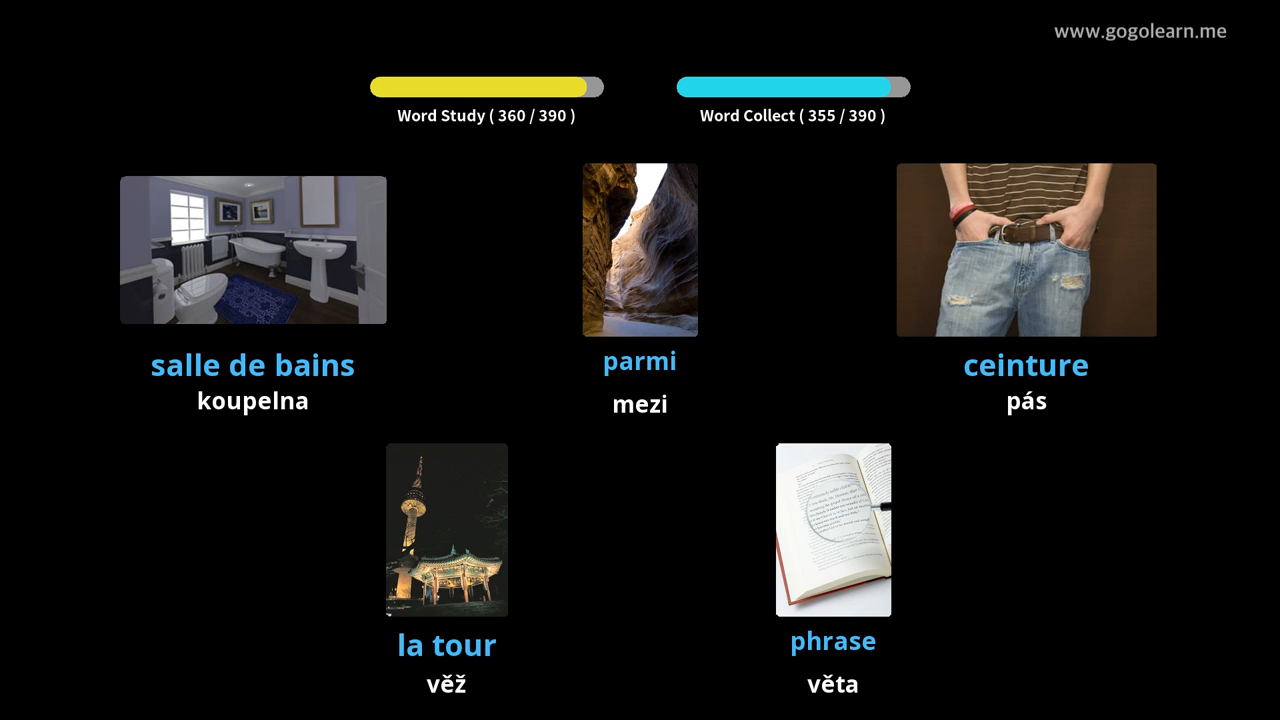 www.gogolearn.me
Word Study ( 360 / 390 )
Word Collect ( 355 / 390 )
salle de bains
koupelna
parmi
mezi
ceinture
pás
la tour
věž
phrase
věta